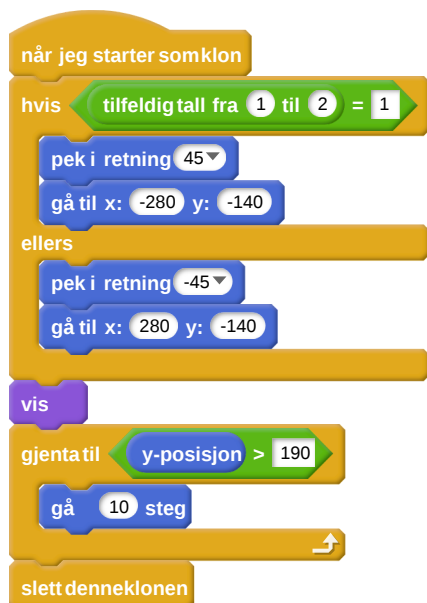 når jeg starter som klon
hvis tilfeldig tall fra 1 til 2 = 1
pek i retning 45
gå til x: -280 y: -140
ellers
pek i retning -45
gå til x: 280 y: -140
vis
gjenta til y-posisjon > 190
gå 10 steg
slett denne klonen